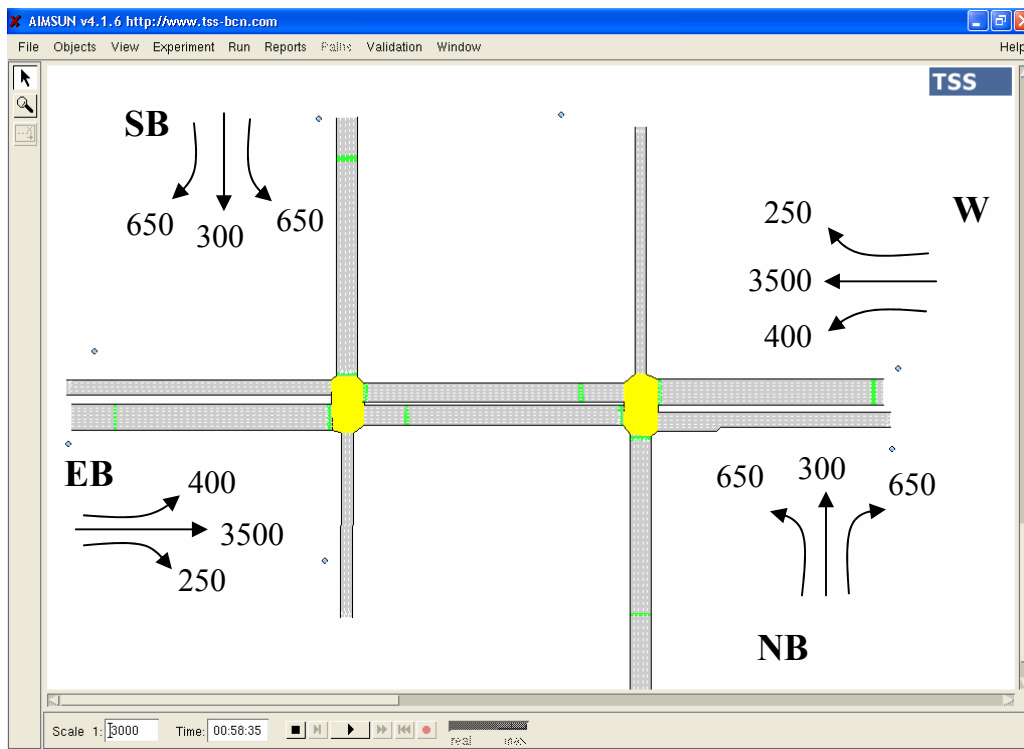 AIMSUN v4.1.6 http://www.tss-bcn.com
File Objects View Experiment Run Reports Paths Validation Window Help
TSS
SB
650 300 650
W
250
3500
400
EB
400
3500
250
650 300 650
NB
Scale 1: 3000 Time: 00:58:35
real max